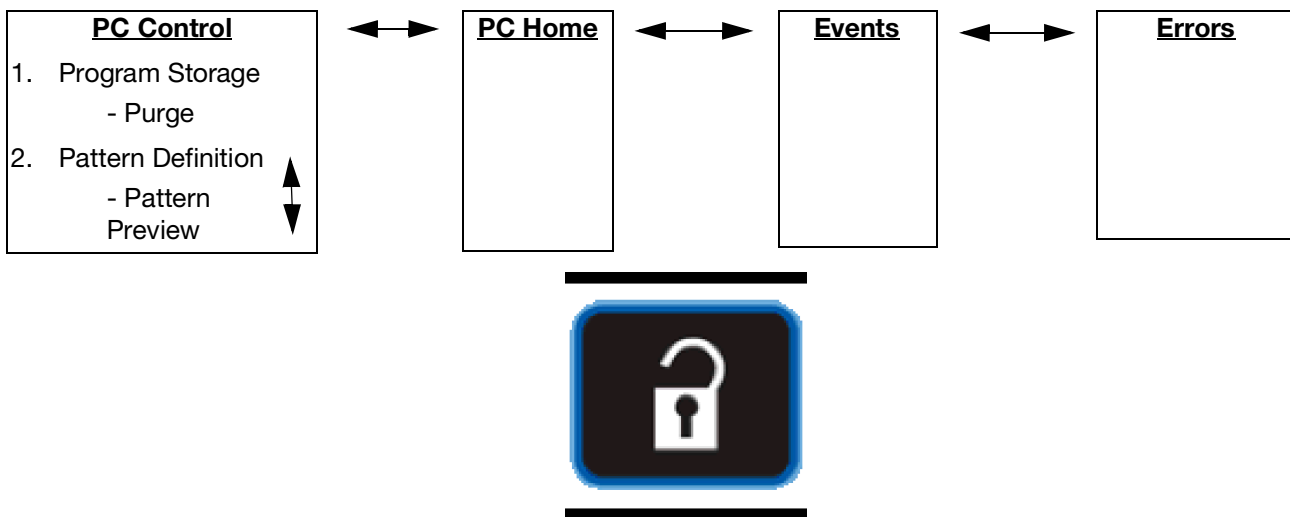 PC Control
1. Program Storage
- Purge
2. Pattern Definition
- Pattern
Preview
PC Home
Events
Errors